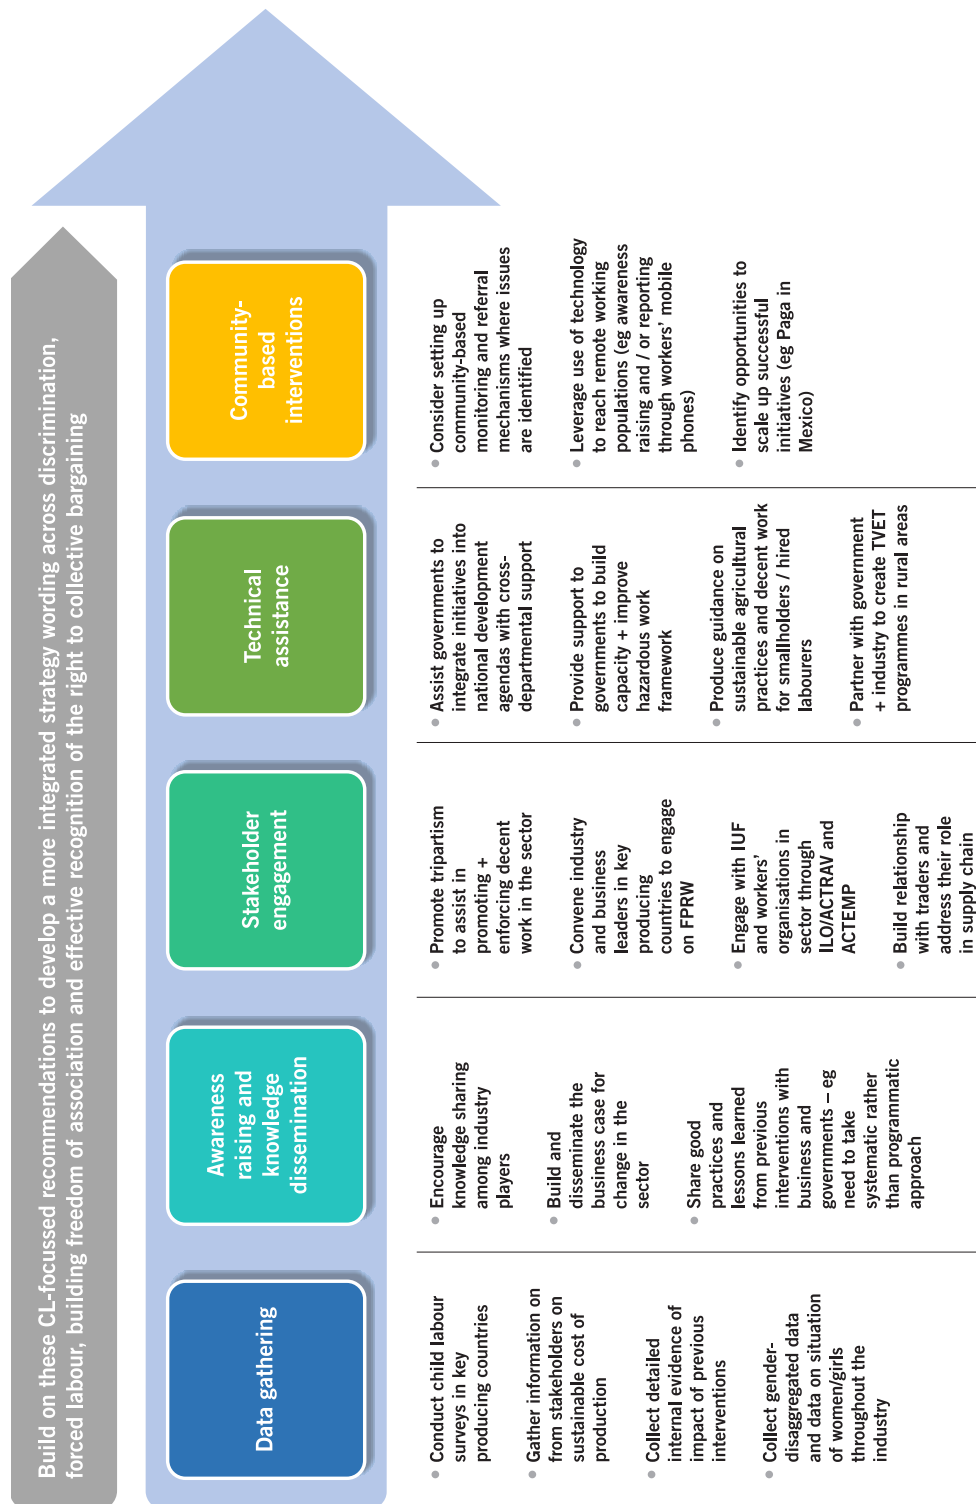 Build on these CL-focussed recommendations to develop a more integrated strategy wording across discrimination,
forced labour, building freedom of association and effective recognition of the right to collective bargaining
Data gathering
Awareness
raising and
knowledge
dissemination
Stakeholder
engagement
Technical
assistance
Community-
based
interventions
• Conduct child labour
surveys in key
producing countries
• Gather information on
from stakeholders on
sustainable cost of
production
• Collect detailed
internal evidence of
impact of previous
interventions
• Collect gender-
disaggregated data
and data on situation
of women/girls
throughout the
industry
• Encourage
knowledge sharing
among industry
players
• Build and
disseminate the
business case for
change in the
sector
• Share good
practices and
lessons learned
from previous
interventions with
business and
governments – eg
need to take
systematic rather
than programmatic
approach
• Promote tripartism
to assist in
promoting +
enforcing decent
work in the sector
• Convene industry
and business
leaders in key
producing
countries to engage
on FPRW
• Engage with IUF
and workers’
organisations in
sector through
ILO/ACTRAV and
ACTEMP
• Build relationship
with traders and
address their role
in supply chain
• Assist governments to
integrate initiatives into
national development
agendas with cross-
departmental support
• Provide support to
governments to build
capacity + improve
hazardous work
framework
• Produce guidance on
sustainable agricultural
practices and decent work
for smallholders / hired
labourers
• Partner with government
+ industry to create TVET
programmes in rural areas
• Consider setting up
community-based
monitoring and referral
mechanisms where issues
are identified
• Leverage use of technology
to reach remote working
populations (eg awareness
raising and / or reporting
through workers’ mobile
phones)
• Identify opportunities to
scale up successful
initiatives (eg Paga in
Mexico)